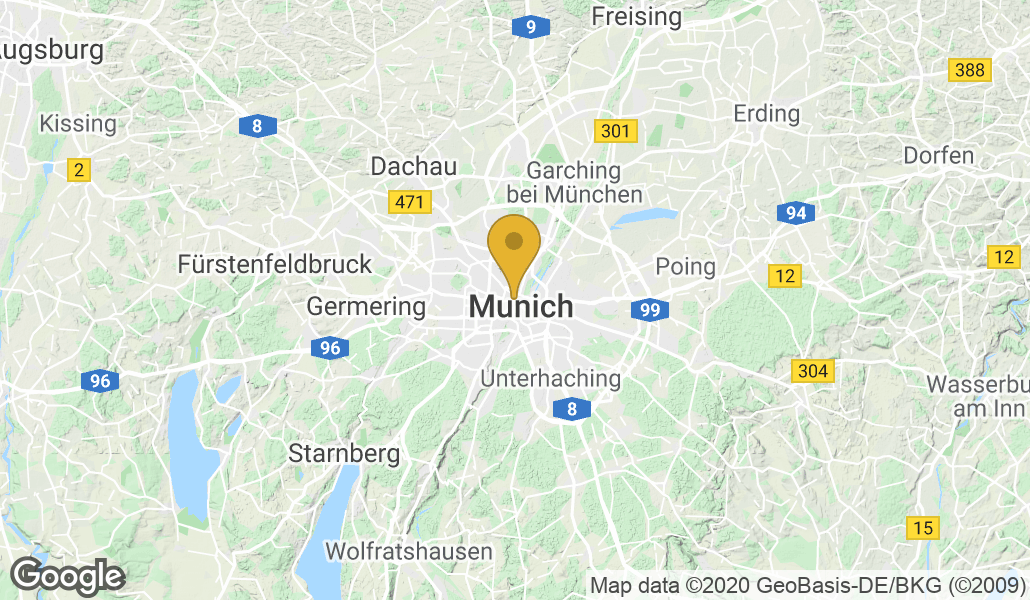 Freising
9
Augsburg
388
Kissing
8
Erding
301
Dorfen
2
Dachau
Garching
bei München
471
94
12
Fürstenfeldbruck
Poing
12
Germering
Munich
99
96
96
Unterhaching
304
Wasserbu
am Inn
8
Starnberg
15
Wolfratshausen
Google
Map data ©2020 GeoBasis-DE/BKG (©2009)